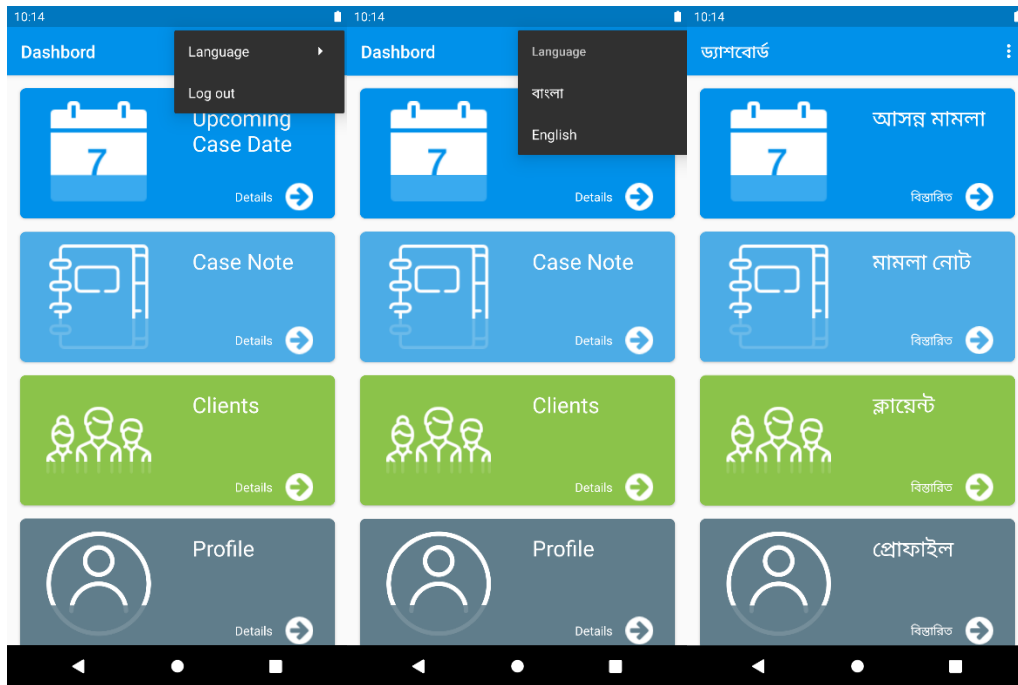 10:14
Dashbord
Language
Log out
Upcoming
Case Date
7
Details
Case Note
Details
Clients
Details
Profile
Details
10:14
Dashbord
Language
বাংলা
English
7
Details
Case Note
Details
Clients
Details
Profile
Details
10:14
ড্যাশবোর্ড
আসন্ন মামলা
7
বিস্তারিত
মামলা নোট
বিস্তারিত
ক্লায়েন্ট
বিস্তারিত
প্রোফাইল
বিস্তারিত